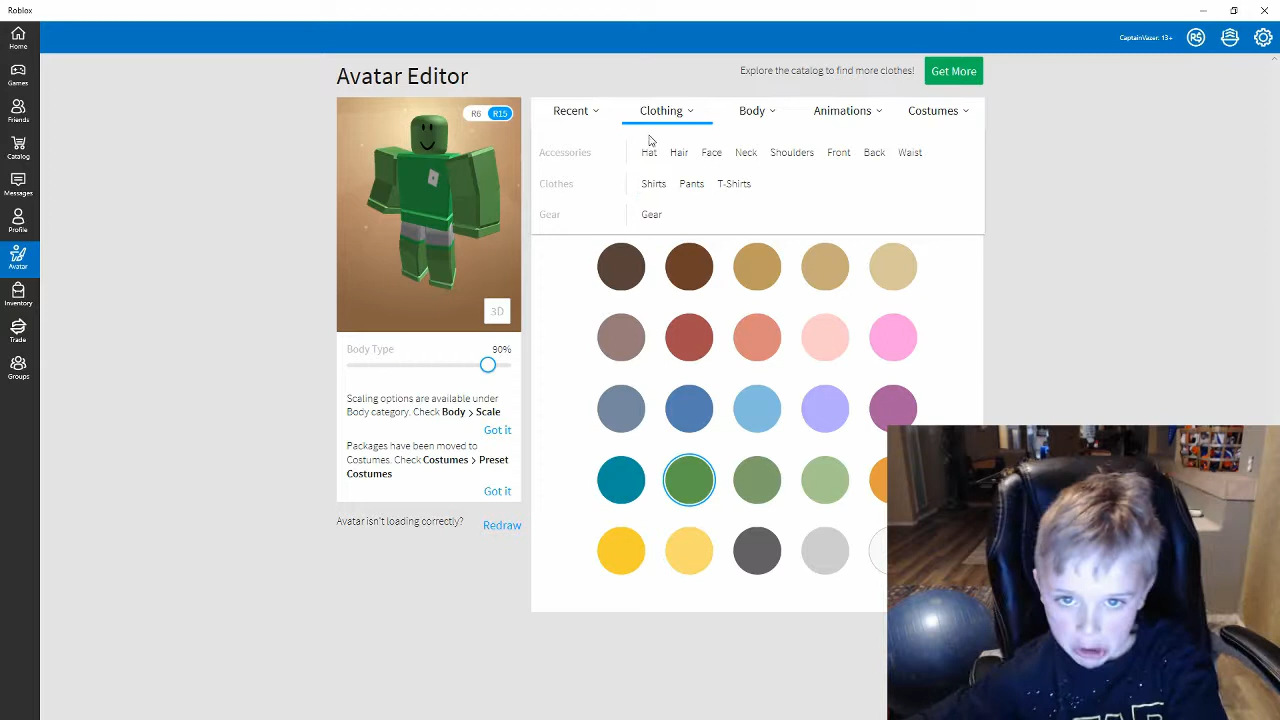 Roblox
CaptainVazer: 13+
R$
Home
Games
Friends
Catalog
Messages
Profile
Avatar
Inventory
Trade
Groups
Avatar Editor
Explore the catalog to find more clothes!
Get More
R6 R15
3D
Body Type 90%
Scaling options are available under
Body category. Check Body > Scale
Got it
Packages have been moved to
Costumes. Check Costumes > Preset
Costumes
Got it
Avatar isn't loading correctly? Redraw
Recent Clothing Body Animations Costumes
Accessories Hat Hair Face Neck Shoulders Front Back Waist
Clothes Shirts Pants T-Shirts
Gear Gear